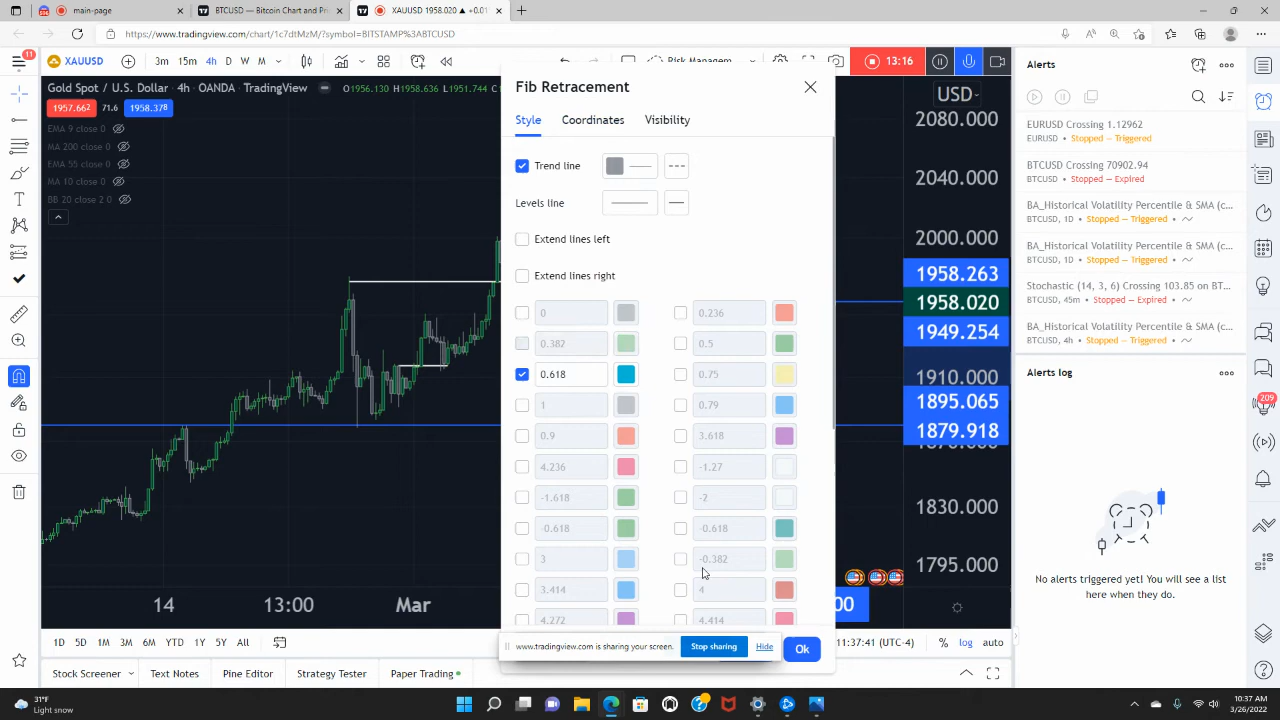 main-page
BTCUSD — Bitcoin Chart and Pri
XAUUSD 1958.020 ▲ +0.01
https://www.tradingview.com/chart/1c7dtMzM/?symbol=BITSTAMP%3ABTCUSD
11
XAUUSD
3m 15m 4h D W M
Risk Managem
13:16
Gold Spot / U.S. Dollar • 4h • OANDA • TradingView
O1956.130 H1958.636 L1951.744 C
1957.662 71.6 1958.378
EMA 9 close 0
MA 200 close 0
EMA 55 close 0
MA 10 close 0
BB 20 close 2 0
Fib Retracement
Style Coordinates Visibility
Trend line
Levels line
Extend lines left
Extend lines right
0 0.236
0.382 0.5
0.618 0.75
1 0.79
0.9 3.618
4.236 -1.27
-1.618 -2
-0.618 -0.618
3 -0.382
3.414 4
4.272 4.414
www.tradingview.com is sharing your screen. Stop sharing Hide
Ok
USD
2080.000
2040.000
2000.000
1958.263
1958.020
1949.254
1910.000
1895.065
1879.918
1830.000
1795.000
14 13:00 Mar
00
1D 5D 1M 3M 6M YTD 1Y 5Y All
11:37:41 (UTC-4) % log auto
Stock Screener Text Notes Pine Editor Strategy Tester Paper Trading
Alerts
EURUSD Crossing 1.12962
EURUSD • Stopped — Triggered
BTCUSD Crossing 70902.94
BTCUSD • Stopped — Expired
BA_Historical Volatility Percentile & SMA (c...
BTCUSD, 1D • Stopped — Triggered •
BA_Historical Volatility Percentile & SMA (c...
BTCUSD, 1D • Stopped — Triggered •
Stochastic (14, 3, 6) Crossing 103.85 on BT...
BTCUSD, 45m • Stopped — Expired
BA_Historical Volatility Percentile & SMA (c...
BTCUSD, 4h • Stopped — Triggered •
Alerts log
No alerts triggered yet! You will see a list
here when they do.
209
31°F
Light snow
10:37 AM
3/26/2022